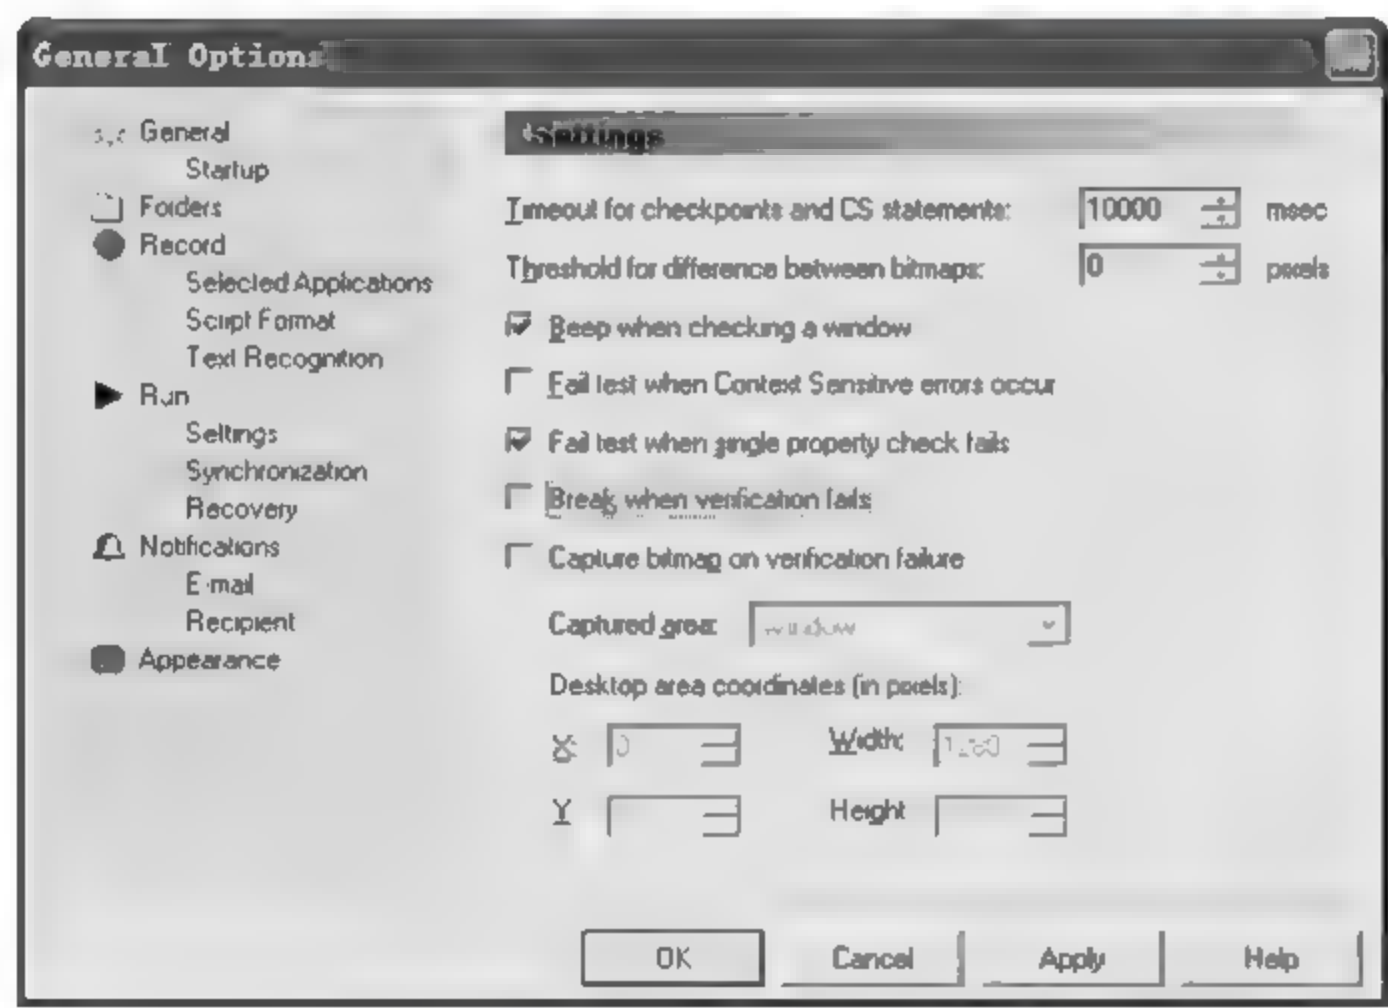 General Options
General
Startup
Folders
Record
Selected Applications
Script Format
Text Recognition
Run
Settings
Synchronization
Recovery
Notifications
E-mail
Recipient
Appearance
Settings
Timeout for checkpoints and CS statements: 10000 msec
Threshold for difference between bitmaps: 0 pixels
Beep when checking a window
Fail test when Context Sensitive errors occur
Fail test when single property check fails
Break when verification fails
Capture bitmap on verification failure
Captured area: Window
Desktop area coordinates (in pixels):
X: 0 Width:
Y Height
OK Cancel Apply Help